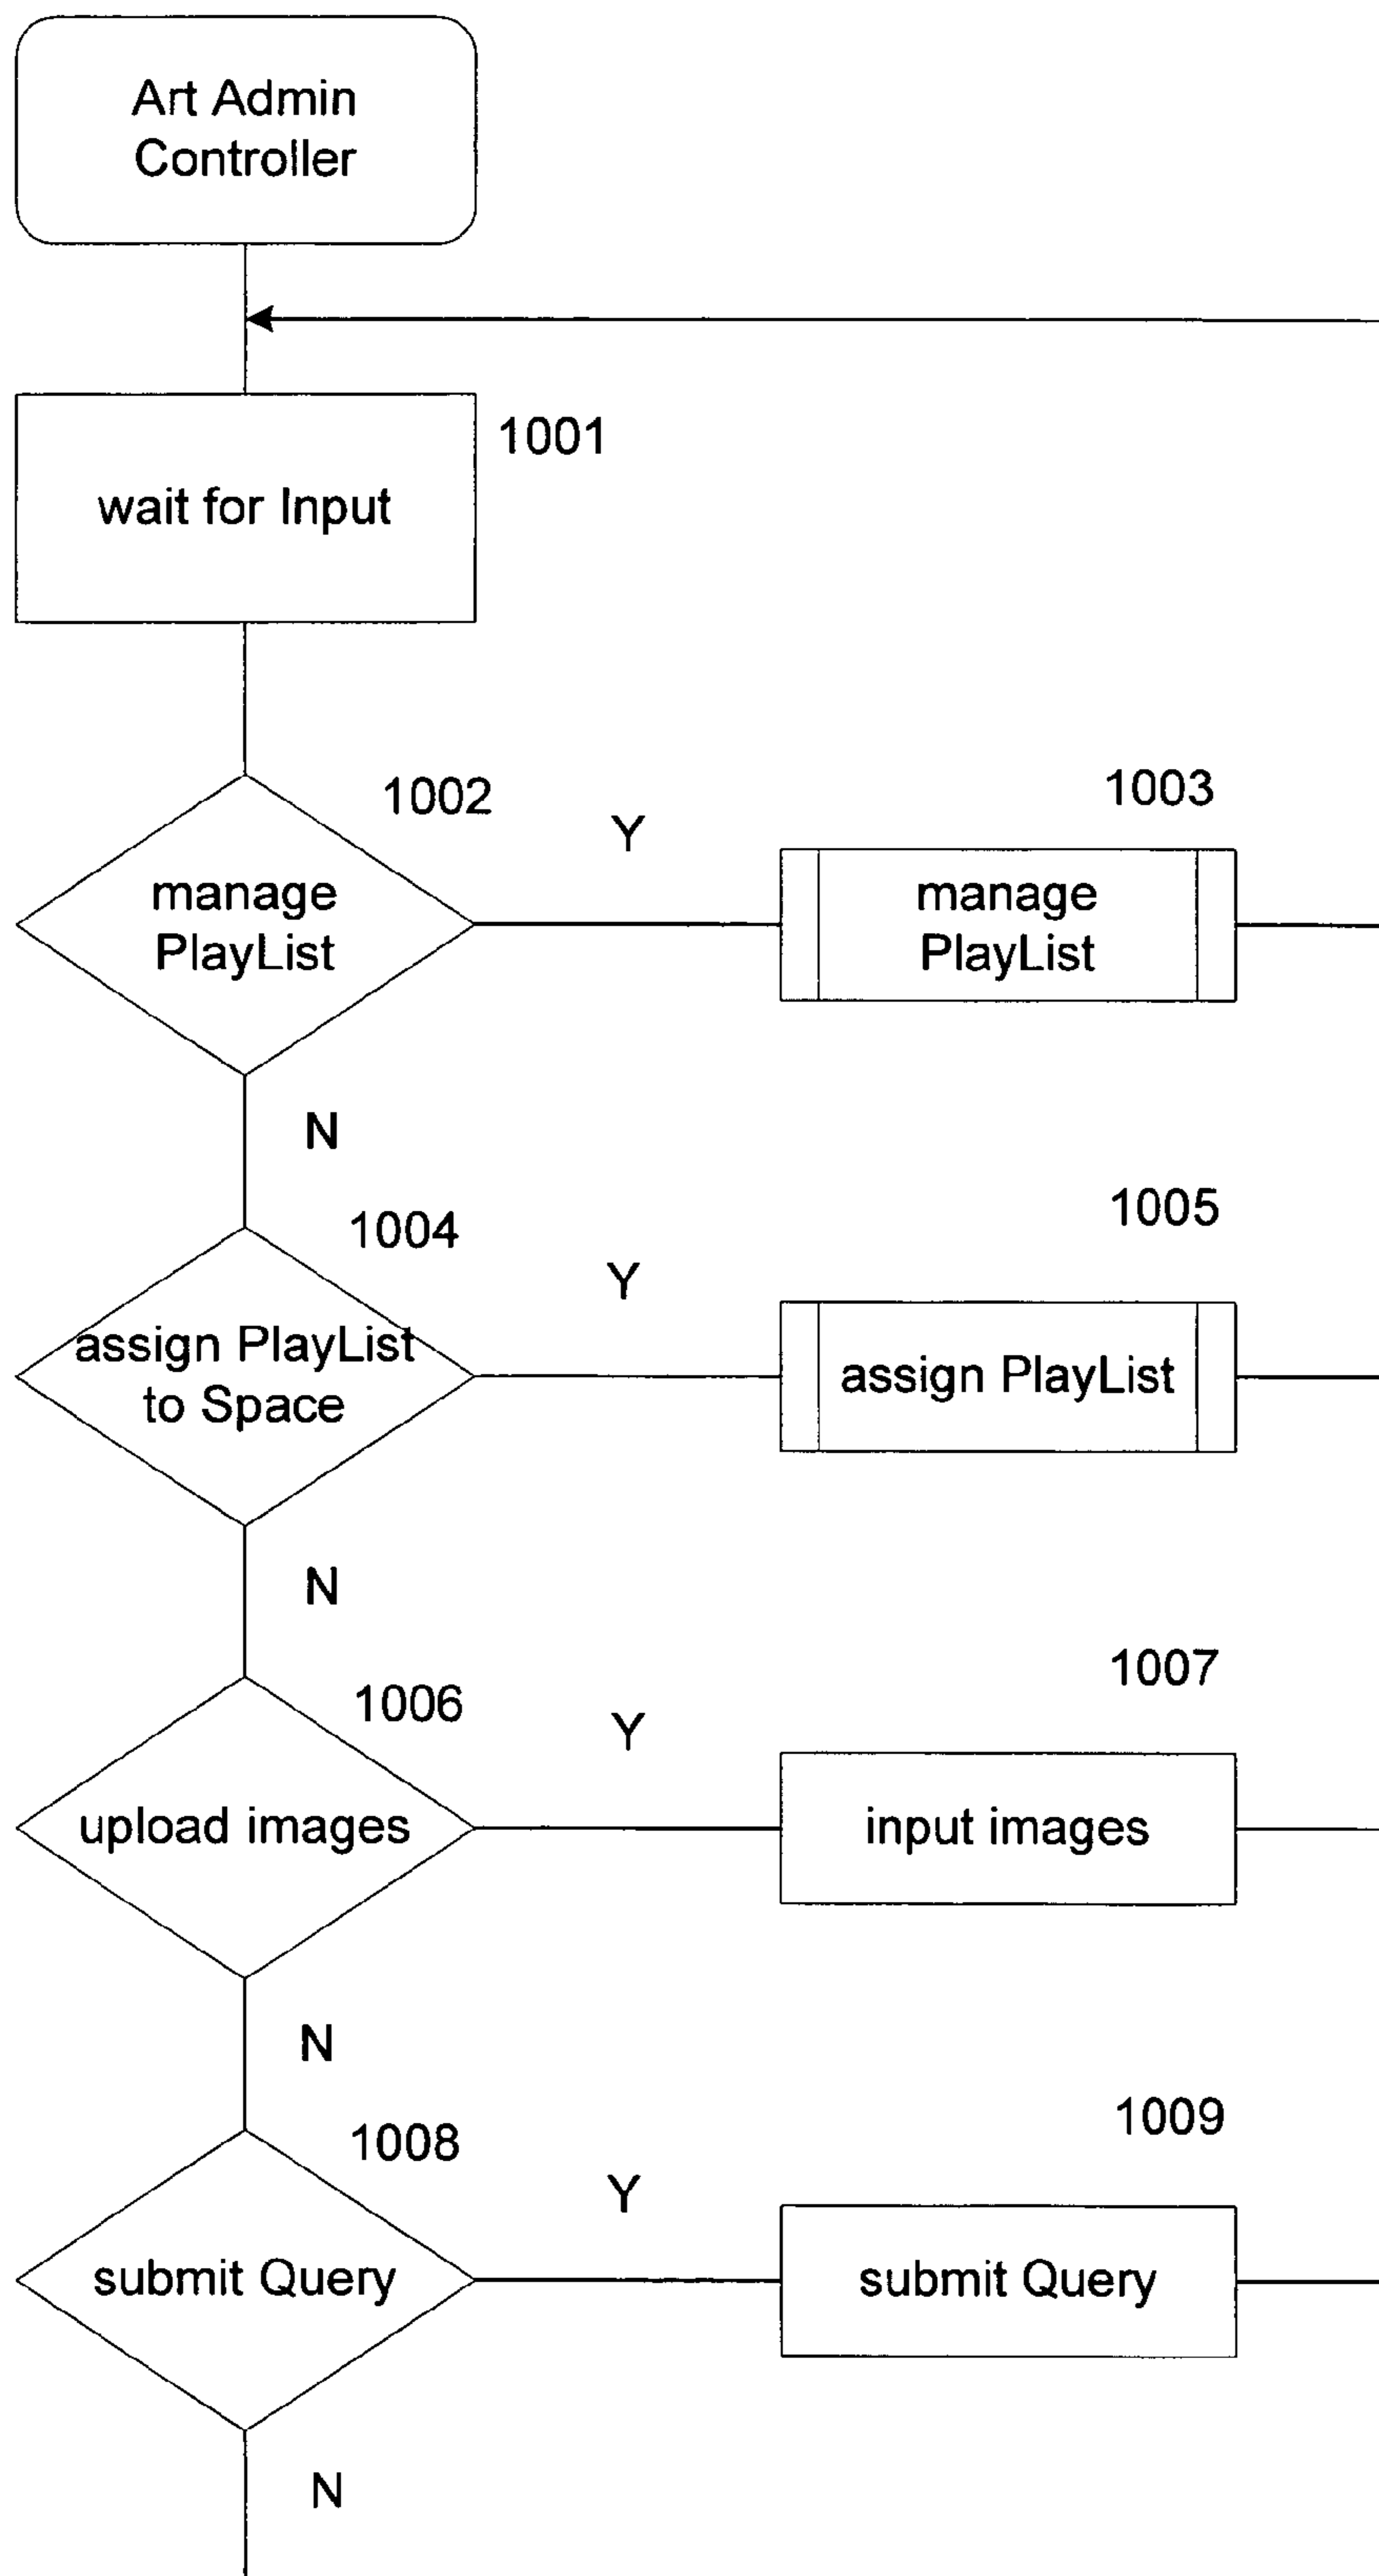 Art Admin
Controller
1001
wait for Input
1002
Y
1003
manage
PlayList
manage
PlayList
N
1004
Y
1005
assign PlayList
to Space
assign PlayList
N
1006
Y
1007
upload images
input images
N
1008
Y
1009
submit Query
submit Query
N